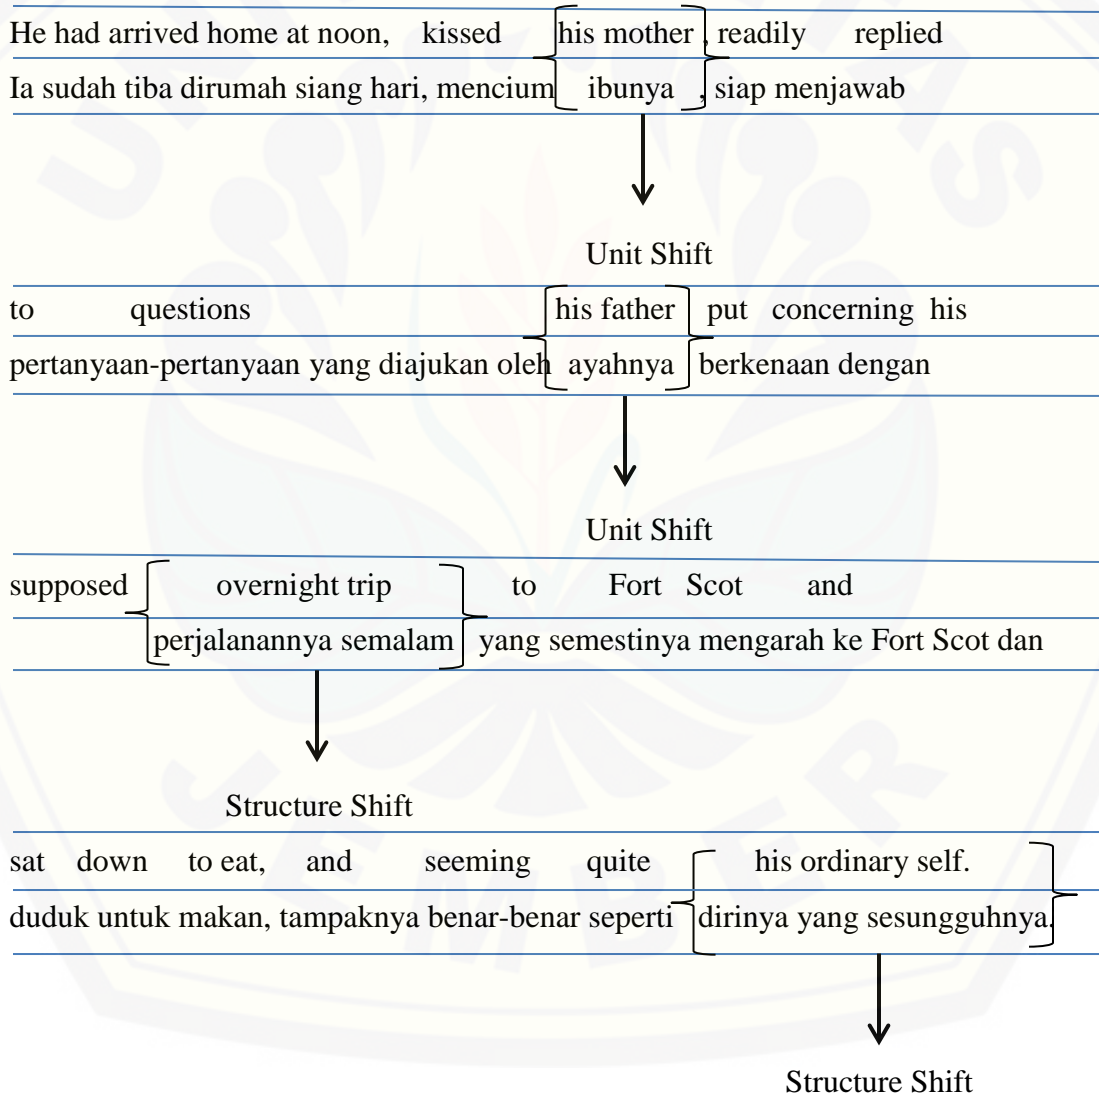 He had arrived home at noon, kissed his mother , readily replied
Ia sudah tiba dirumah siang hari, mencium ibunya , siap menjawab
Unit Shift
to questions his father put concerning his
pertanyaan-pertanyaan yang diajukan oleh ayahnya berkenaan dengan
Unit Shift
supposed overnight trip to Fort Scot and
perjalanannya semalam yang semestinya mengarah ke Fort Scot dan
Structure Shift
sat down to eat, and seeming quite his ordinary self.
duduk untuk makan, tampaknya benar-benar seperti dirinya yang sesungguhnya.
Structure Shift